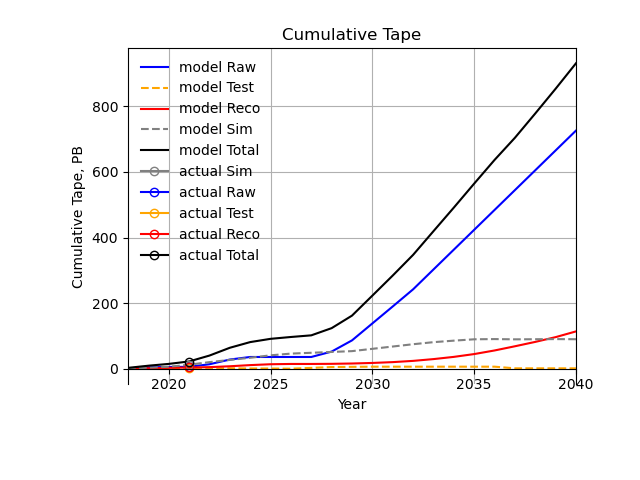 Cumulative Tape
model Raw
model Test
model Reco
model Sim
model Total
actual Sim
actual Raw
actual Test
actual Reco
actual Total
Cumulative Tape, PB
800
600
400
200
0
2020 2025 2030 2035 2040
Year